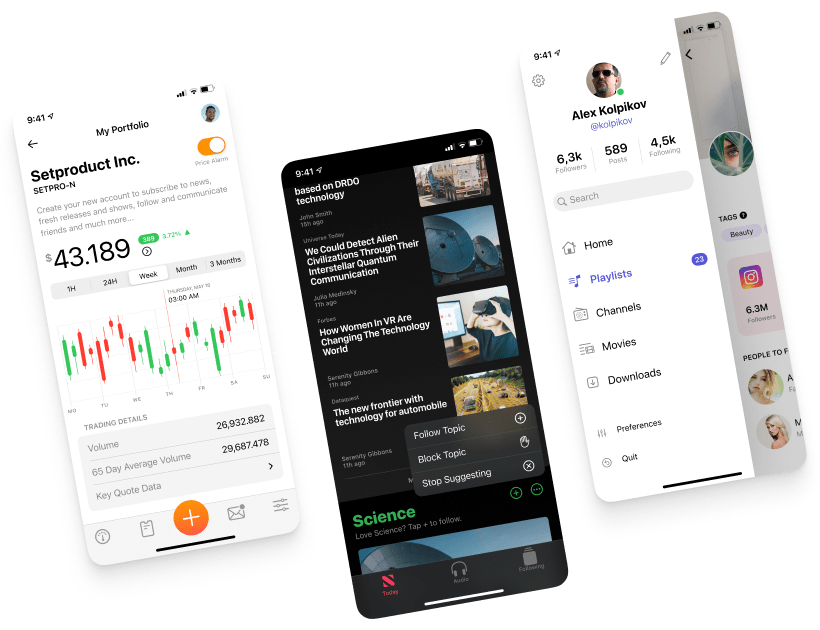 9:41
My Portfolio
Setproduct Inc.
SETPRO-N
Price Alarm
Create your new account to subscribe to news,
fresh releases and shows, follow and communicate
friends and much more...
$43.189
389 3.72%
1H 24H Week Month 3 Months
THURSDAY, MAY 10
03:00 AM
MO TU WE TH FR SA SU
TRADING DETAILS
Volume 26,932.882
65 Day Average Volume 29,687.478
Key Quote Data
9:41
based on DRDO
technology
John Smith
15h ago
Universe Today
We Could Detect Alien
Civilizations Through Their
Interstellar Quantum
Communication
Julia Medinsky
11h ago
Forbes
How Women In VR Are
Changing The Technology
World
Serenity Gibbons
11h ago
Dataquest
The new frontier with
technology for automobile
Serenity Gibbons
11h ago
M
Follow Topic
Block Topic
Stop Suggesting
Science
Love Science? Tap + to follow.
Today
Audio
Following
9:41
Alex Kolpikov
@kolpikov
6,3k 589 4,5k
Followers Posts Following
Search
Home
Playlists 23
Channels
Movies
Downloads
Preferences
Quit
TAGS ?
Beauty
6.3M
Followers
PEOPLE TO F
A
M